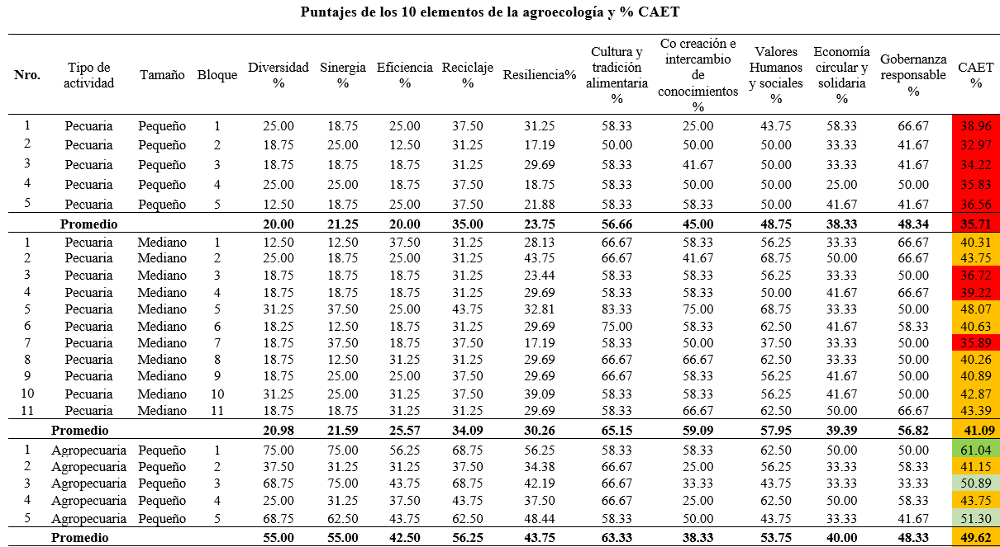 Puntajes de los 10 elementos de la agroecología y % CAET
Nro. Tipo de actividad Tamaño Bloque Diversidad % Sinergia % Eficiencia % Reciclaje % Resiliencia% Cultura y tradición alimentaria % Co creación e intercambio de conocimientos % Valores Humanos y sociales % Economía circular y solidaria % Gobernanza responsable % CAET %
1 Pecuaria Pequeño 1 25.00 18.75 25.00 37.50 31.25 58.33 25.00 43.75 58.33 66.67 38.96
2 Pecuaria Pequeño 2 18.75 25.00 12.50 31.25 17.19 50.00 50.00 50.00 33.33 41.67 32.97
3 Pecuaria Pequeño 3 18.75 18.75 18.75 31.25 29.69 58.33 41.67 50.00 33.33 41.67 34.22
4 Pecuaria Pequeño 4 25.00 25.00 18.75 37.50 18.75 58.33 50.00 50.00 25.00 50.00 35.83
5 Pecuaria Pequeño 5 12.50 18.75 25.00 37.50 21.88 58.33 58.33 50.00 41.67 41.67 36.56
Promedio 20.00 21.25 20.00 35.00 23.75 56.66 45.00 48.75 38.33 48.34 35.71
1 Pecuaria Mediano 1 12.50 12.50 37.50 31.25 28.13 66.67 58.33 56.25 33.33 66.67 40.31
2 Pecuaria Mediano 2 25.00 18.75 25.00 31.25 43.75 66.67 41.67 68.75 50.00 66.67 43.75
3 Pecuaria Mediano 3 18.75 18.75 18.75 31.25 23.44 58.33 58.33 56.25 33.33 50.00 36.72
4 Pecuaria Mediano 4 18.75 18.75 18.75 31.25 29.69 58.33 58.33 50.00 41.67 66.67 39.22
5 Pecuaria Mediano 5 31.25 37.50 25.00 43.75 32.81 83.33 75.00 68.75 33.33 50.00 48.07
6 Pecuaria Mediano 6 18.25 12.50 18.75 31.25 29.69 75.00 58.33 62.50 41.67 58.33 40.63
7 Pecuaria Mediano 7 18.75 37.50 18.75 37.50 17.19 58.33 50.00 37.50 33.33 50.00 35.89
8 Pecuaria Mediano 8 18.75 12.50 31.25 31.25 29.69 66.67 66.67 62.50 33.33 50.00 40.26
9 Pecuaria Mediano 9 18.75 25.00 25.00 37.50 29.69 66.67 58.33 56.25 41.67 50.00 40.89
10 Pecuaria Mediano 10 31.25 25.00 31.25 37.50 39.09 58.33 58.33 56.25 41.67 50.00 42.87
11 Pecuaria Mediano 11 18.75 18.75 31.25 31.25 29.69 58.33 66.67 62.50 50.00 66.67 43.39
Promedio 20.98 21.59 25.57 34.09 30.26 65.15 59.09 57.95 39.39 56.82 41.09
1 Agropecuaria Pequeño 1 75.00 75.00 56.25 68.75 56.25 58.33 58.33 62.50 50.00 50.00 61.04
2 Agropecuaria Pequeño 2 37.50 31.25 31.25 37.50 34.38 66.67 25.00 56.25 33.33 58.33 41.15
3 Agropecuaria Pequeño 3 68.75 75.00 43.75 68.75 42.19 66.67 33.33 43.75 33.33 33.33 50.89
4 Agropecuaria Pequeño 4 25.00 31.25 37.50 43.75 37.50 66.67 25.00 62.50 50.00 58.33 43.75
5 Agropecuaria Pequeño 5 68.75 62.50 43.75 62.50 48.44 58.33 50.00 43.75 33.33 41.67 51.30
Promedio 55.00 55.00 42.50 56.25 43.75 63.33 38.33 53.75 40.00 48.33 49.62